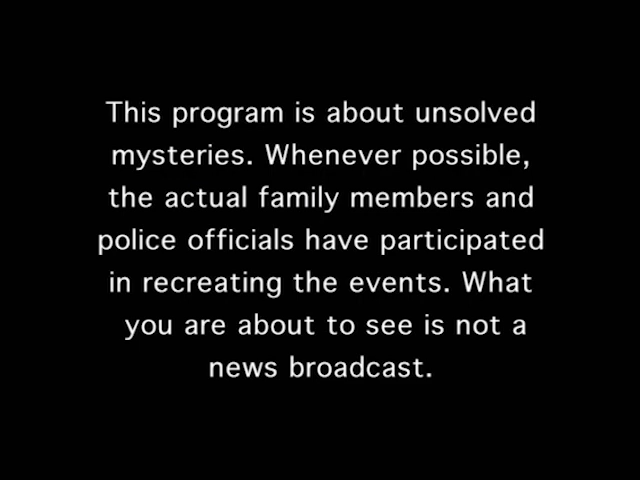 This program is about unsolved
mysteries. Whenever possible,
the actual family members and
police officials have participated
in recreating the events. What
you are about to see is not a
news broadcast.